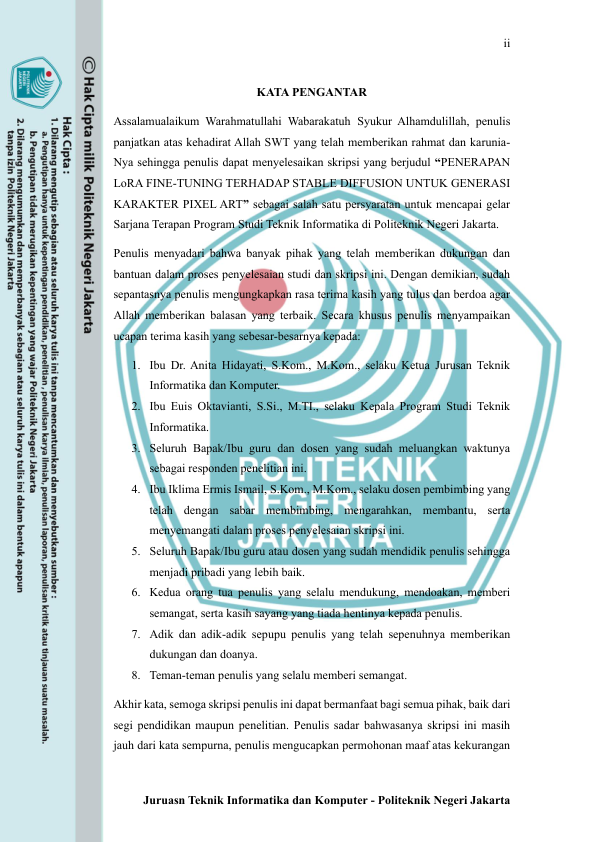 ii
KATA PENGANTAR
Assalamualaikum Warahmatullahi Wabarakatuh Syukur Alhamdulillah, penulis
panjatkan atas kehadirat Allah SWT yang telah memberikan rahmat dan karunia-
Nya sehingga penulis dapat menyelesaikan skripsi yang berjudul “PENERAPAN
LoRA FINE-TUNING TERHADAP STABLE DIFFUSION UNTUK GENERASI
KARAKTER PIXEL ART” sebagai salah satu persyaratan untuk mencapai gelar
Sarjana Terapan Program Studi Teknik Informatika di Politeknik Negeri Jakarta.
Penulis menyadari bahwa banyak pihak yang telah memberikan dukungan dan
bantuan dalam proses penyelesaian studi dan skripsi ini. Dengan demikian, sudah
sepantasnya penulis mengungkapkan rasa terima kasih yang tulus dan berdoa agar
Allah memberikan balasan yang terbaik. Secara khusus penulis menyampaikan
ucapan terima kasih yang sebesar-besarnya kepada:
1. Ibu Dr. Anita Hidayati, S.Kom., M.Kom., selaku Ketua Jurusan Teknik
Informatika dan Komputer.
2. Ibu Euis Oktavianti, S.Si., M.TI., selaku Kepala Program Studi Teknik
Informatika.
3. Seluruh Bapak/Ibu guru dan dosen yang sudah meluangkan waktunya
sebagai responden penelitian ini.
4. Ibu Iklima Ermis Ismail, S.Kom., M.Kom., selaku dosen pembimbing yang
telah dengan sabar membimbing, mengarahkan, membantu, serta
menyemangati dalam proses penyelesaian skripsi ini.
5. Seluruh Bapak/Ibu guru atau dosen yang sudah mendidik penulis sehingga
menjadi pribadi yang lebih baik.
6. Kedua orang tua penulis yang selalu mendukung, mendoakan, memberi
semangat, serta kasih sayang yang tiada hentinya kepada penulis.
7. Adik dan adik-adik sepupu penulis yang telah sepenuhnya memberikan
dukungan dan doanya.
8. Teman-teman penulis yang selalu memberi semangat.
Akhir kata, semoga skripsi penulis ini dapat bermanfaat bagi semua pihak, baik dari
segi pendidikan maupun penelitian. Penulis sadar bahwasanya skripsi ini masih
jauh dari kata sempurna, penulis mengucapkan permohonan maaf atas kekurangan
Juruasn Teknik Informatika dan Komputer - Politeknik Negeri Jakarta
POLITEKNIK
NEGERI
JAKARTA
© Hak Cipta milik Politeknik Negeri Jakarta
POLITEKNIK
NEGERI
JAKARTA
Hak Cipta :
1. Dilarang mengutip sebagian atau seluruh karya tulis ini tanpa mencantumkan dan menyebutkan sumber :
a. Pengutipan hanya untuk kepentingan pendidikan, penelitian , penulisan karya ilmiah, penulisan laporan, penulisan kritik atau tinjauan suatu masalah.
b. Pengutipan tidak merugikan kepentingan yang wajar Politeknik Negeri Jakarta
2. Dilarang mengumumkan dan memperbanyak sebagian atau seluruh karya tulis ini dalam bentuk apapun
tanpa izin Politeknik Negeri Jakarta